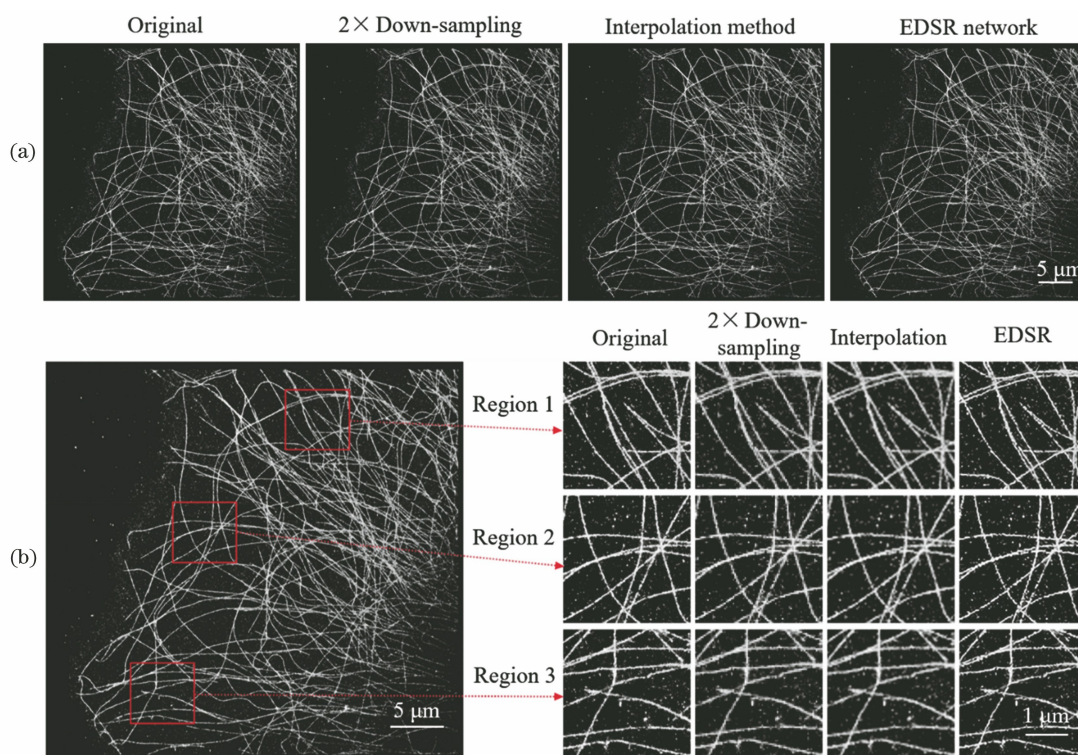 Original
2× Down-sampling
Interpolation method
EDSR network
(a)
5 μm
Original
2× Down-
sampling
Interpolation
EDSR
Region 1
Region 2
(b)
Region 3
5 μm
1 μm